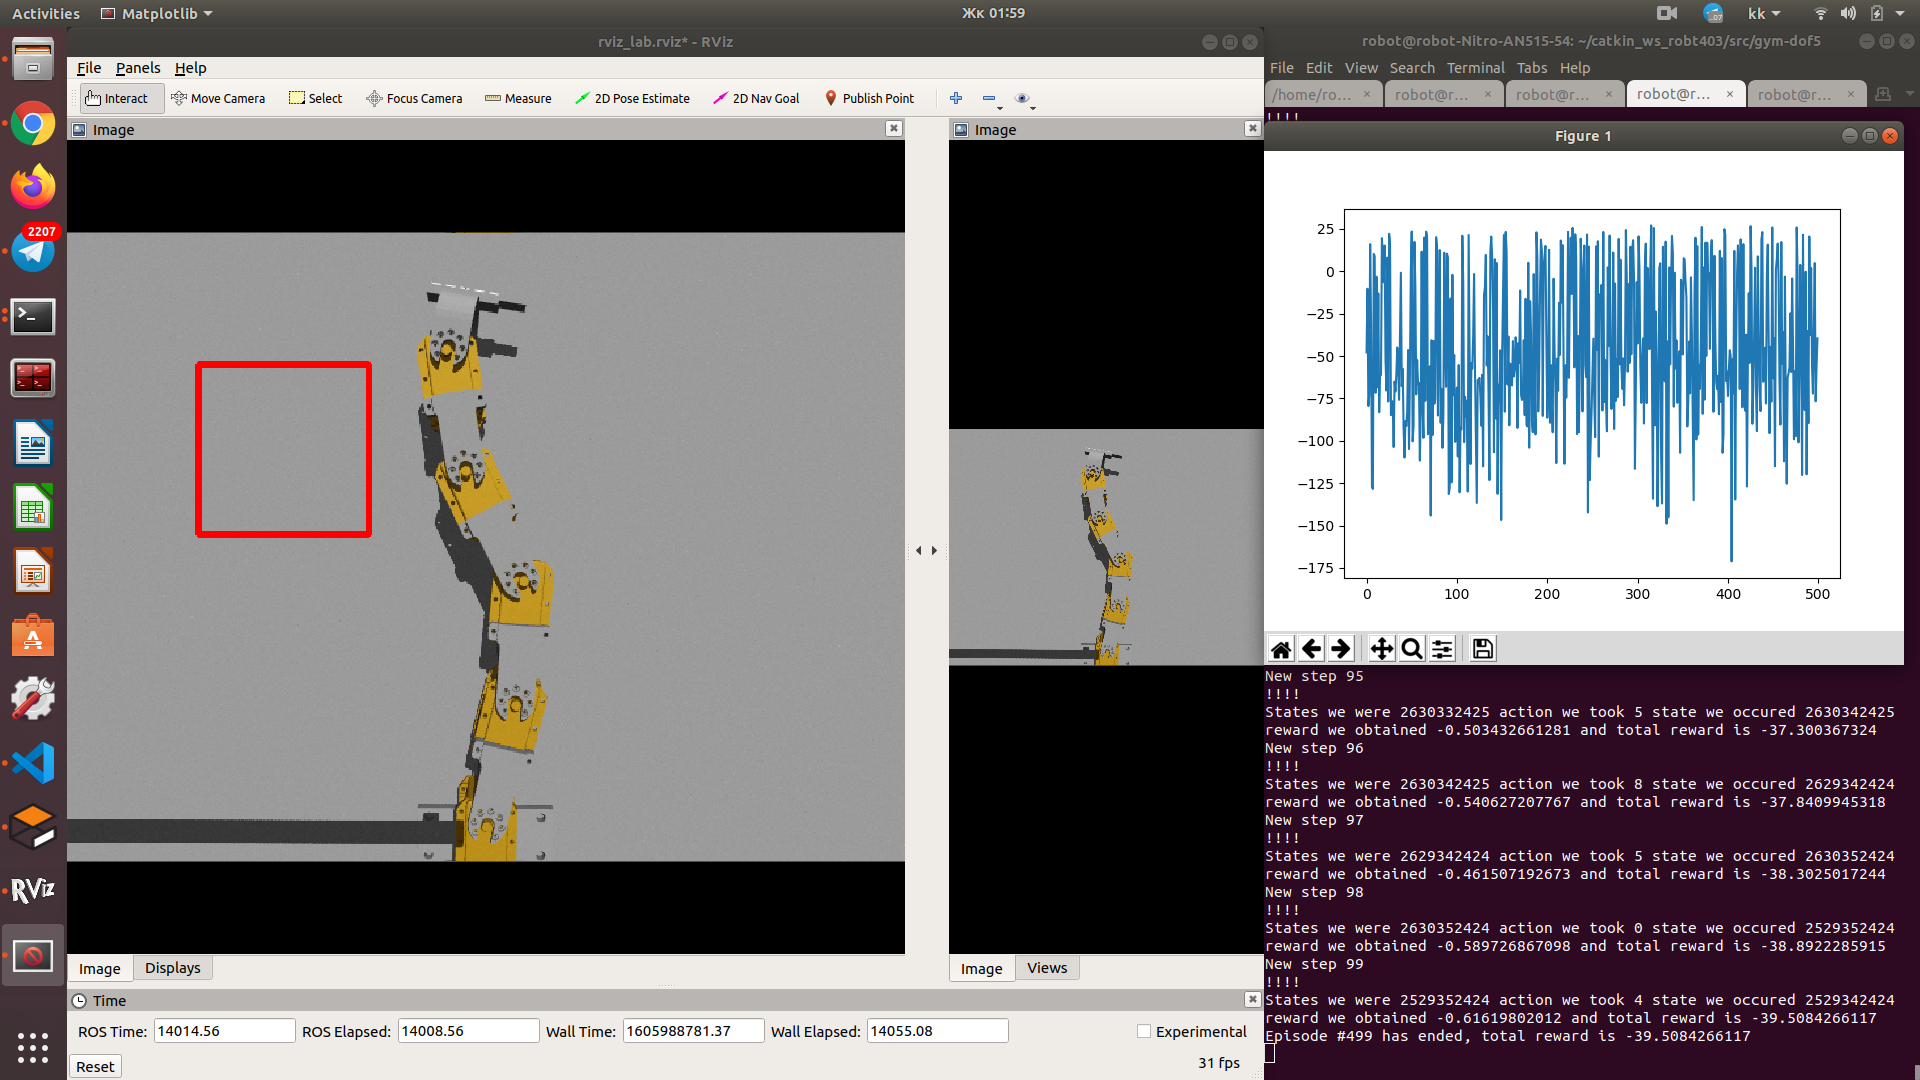 Activities
Matplotlib
Жк 01:59
.07
kk
rviz_lab.rviz* - RViz
File Panels Help
Interact Move Camera Select Focus Camera Measure 2D Pose Estimate 2D Nav Goal Publish Point
Image
Image
2207
RViz
Image Displays
Image Views
Time
ROS Time: 14014.56 ROS Elapsed: 14008.56 Wall Time: 1605988781.37 Wall Elapsed: 14055.08 Experimental
Reset
31 fps
robot@robot-Nitro-AN515-54: ~/catkin_ws_robt403/src/gym-dof5
File Edit View Search Terminal Tabs Help
/home/ro... robot@r... robot@r... robot@r... robot@r...
!!!!
Figure 1
25
0
−25
−50
−75
−100
−125
−150
−175
0 100 200 300 400 500
New step 95
!!!!
States we were 2630332425 action we took 5 state we occured 2630342425
reward we obtained -0.503432661281 and total reward is -37.300367324
New step 96
!!!!
States we were 2630342425 action we took 8 state we occured 2629342424
reward we obtained -0.540627207767 and total reward is -37.8409945318
New step 97
!!!!
States we were 2629342424 action we took 5 state we occured 2630352424
reward we obtained -0.461507192673 and total reward is -38.3025017244
New step 98
!!!!
States we were 2630352424 action we took 0 state we occured 2529352424
reward we obtained -0.589726867098 and total reward is -38.8922285915
New step 99
!!!!
States we were 2529352424 action we took 4 state we occured 2529342424
reward we obtained -0.61619802012 and total reward is -39.5084266117
Episode #499 has ended, total reward is -39.5084266117